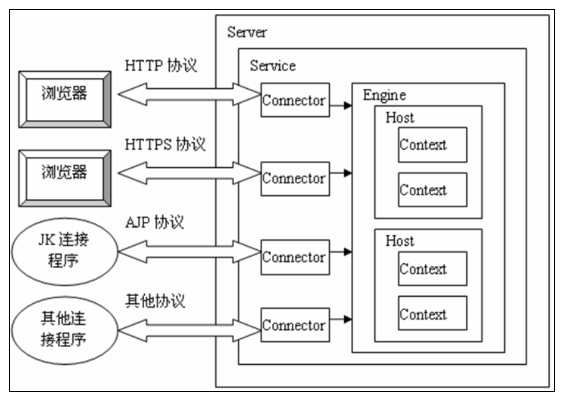 Server
Service
HTTP 协议
浏览器
Connector
Engine
Host
Context
Context
HTTPS 协议
浏览器
Connector
AJP 协议
JK 连接
程序
Connector
Host
Context
Context
其他协议
其他连
接程序
Connector